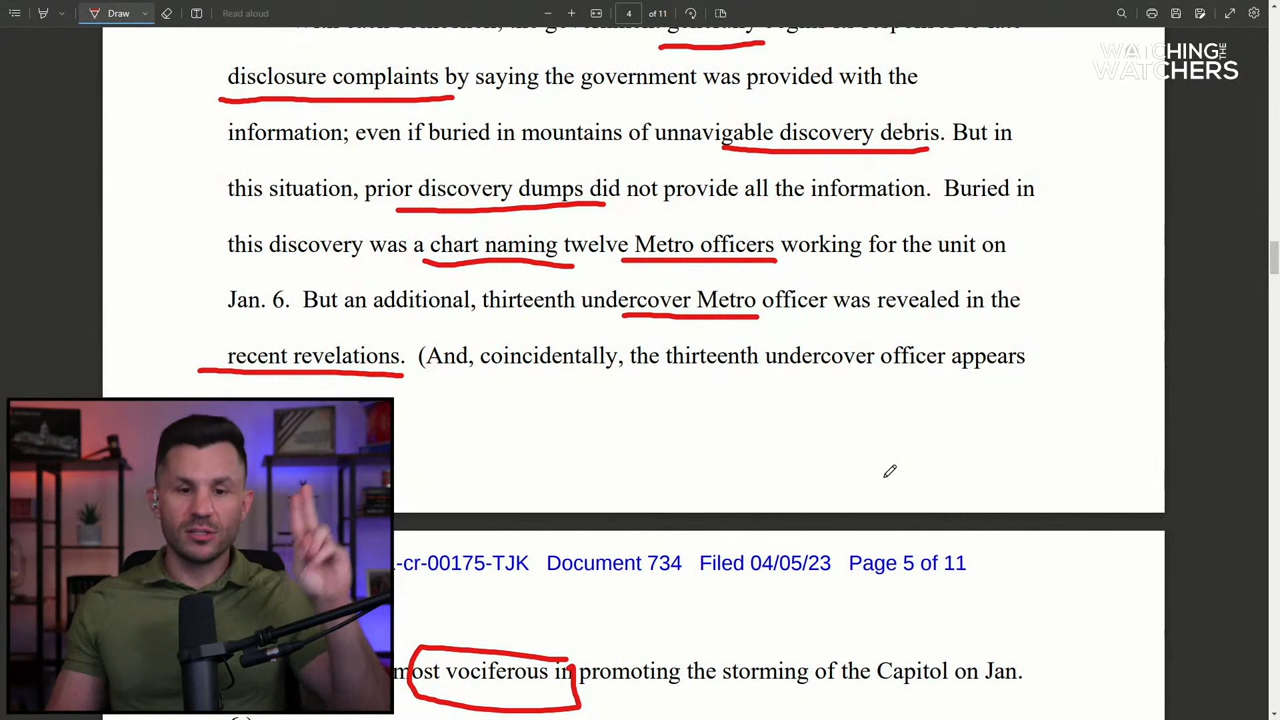 Draw
Read aloud
4
of 11
WATCHING
THE
WATCHERS
disclosure complaints by saying the government was provided with the
information; even if buried in mountains of unnavigable discovery debris. But in
this situation, prior discovery dumps did not provide all the information. Buried in
this discovery was a chart naming twelve Metro officers working for the unit on
Jan. 6. But an additional, thirteenth undercover Metro officer was revealed in the
recent revelations. (And, coincidentally, the thirteenth undercover officer appears
-cr-00175-TJK Document 734 Filed 04/05/23 Page 5 of 11
most vociferous in promoting the storming of the Capitol on Jan.